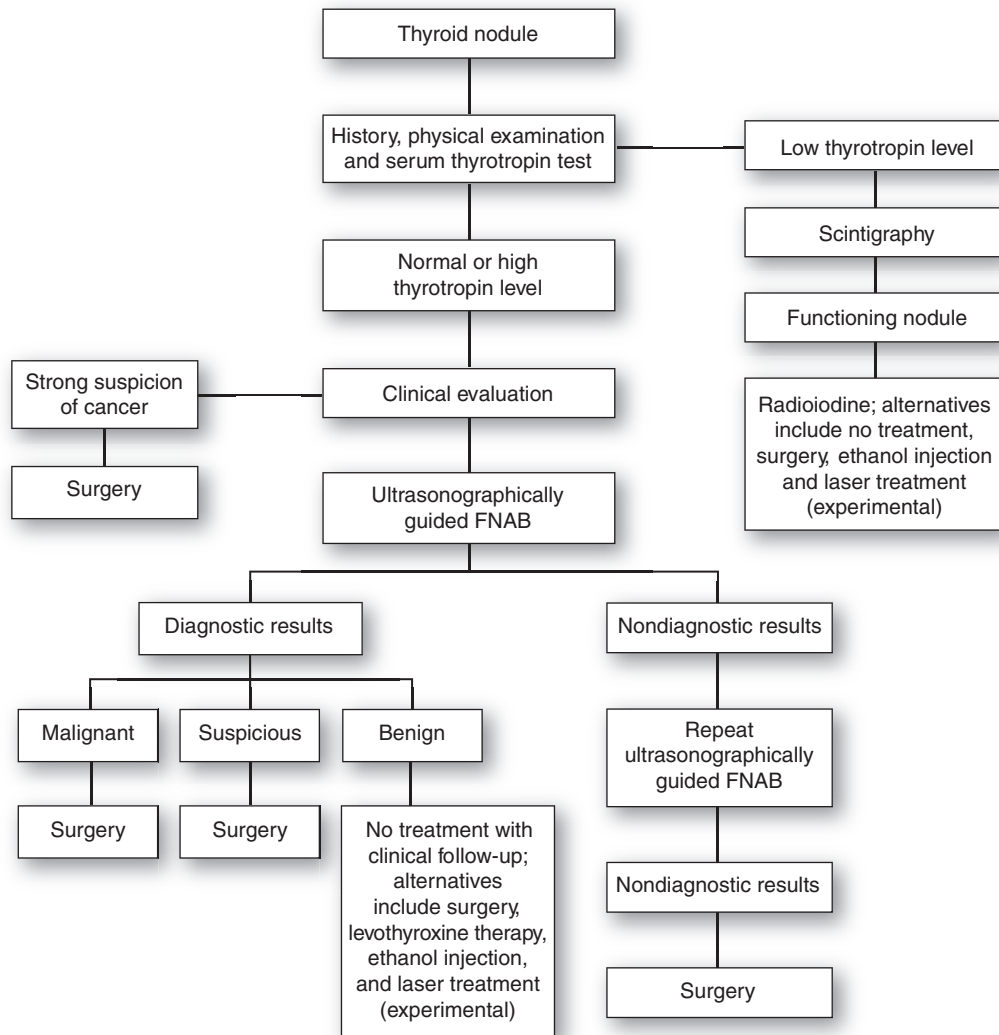 Thyroid nodule
History, physical examination
and serum thyrotropin test
Low thyrotropin level
Scintigraphy
Functioning nodule
Radioiodine; alternatives
include no treatment,
surgery, ethanol injection
and laser treatment
(experimental)
Normal or high
thyrotropin level
Clinical evaluation
Strong suspicion
of cancer
Surgery
Ultrasonographically
guided FNAB
Diagnostic results
Malignant
Surgery
Suspicious
Surgery
Benign
No treatment with
clinical follow-up;
alternatives
include surgery,
levothyroxine therapy,
ethanol injection,
and laser treatment
(experimental)
Nondiagnostic results
Repeat
ultrasonographically
guided FNAB
Nondiagnostic results
Surgery